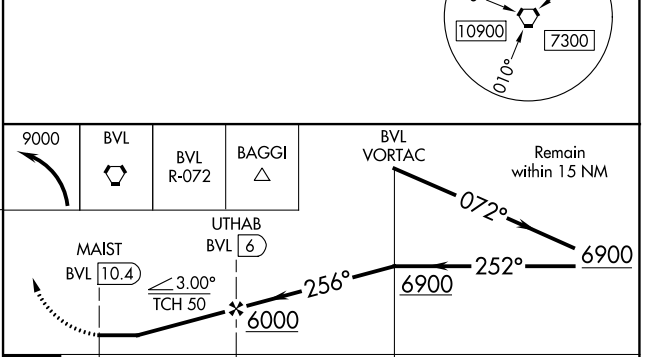 10900
7300
010°
9000
BVL
BVL
R-072
BAGGI
BVL
VORTAC
Remain
within 15 NM
072°
6900
UTHAB
BVL 6
MAIST
BVL 10.4
3.00°
TCH 50
256°
252°
6900
6000